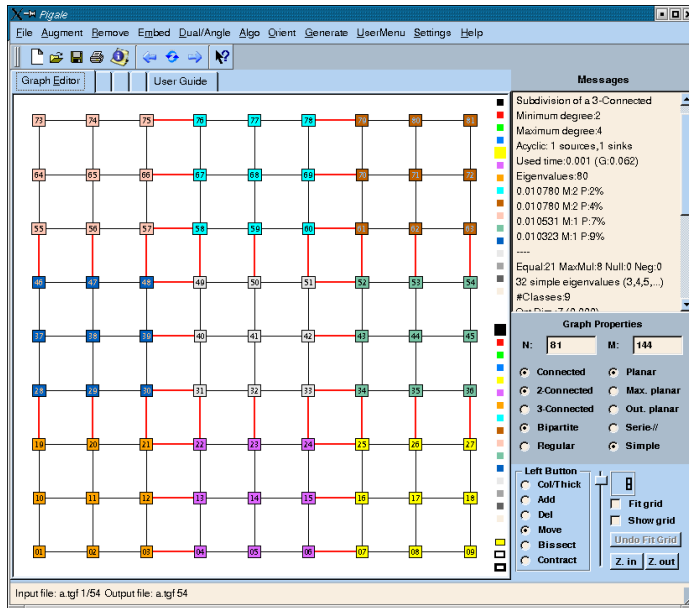 Pigale
File Augment Remove Embed Dual/Angle Algo Orient Generate UserMenu Settings Help
Graph Editor User Guide
Messages
Subdivision of a 3-Connected
Minimum degree:2
Maximum degree:4
Acyclic: 1 sources,1 sinks
Used time:0.001 (G:0.062)
Eigenvalues:80
0.010780 M:2 P:2%
0.010780 M:2 P:4%
0.010531 M:1 P:7%
0.010323 M:1 P:9%
----
Equal:21 MaxMul:8 Null:0 Neg:0
32 simple eigenvalues (3,4,5,...)
#Classes:9
73 74 75 76 77 78 79 80 81
64 65 66 67 68 69 70 71 72
55 56 57 58 59 60 61 62 63
46 47 48 49 50 51 52 53 54
37 38 39 40 41 42 43 44 45
28 29 30 31 32 33 34 35 36
19 20 21 22 23 24 25 26 27
10 11 12 13 14 15 16 17 18
01 02 03 04 05 06 07 08 09
Graph Properties
N: 81 M: 144
Connected Planar
2-Connected Max. planar
3-Connected Out. planar
Bipartite Serie-//
Regular Simple
Left Button
Col/Thick
Add
Del
Move
Bissect
Contract
8
Fit grid
Show grid
Undo Fit Grid
Z. in Z. out
Input file: a.tgf 1/54 Output file: a.tgf 54